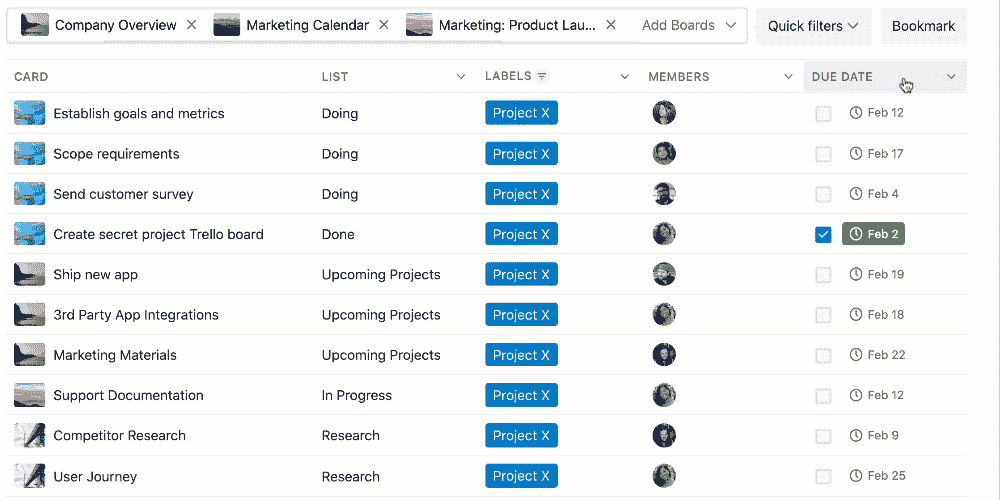 Company Overview Marketing Calendar Marketing: Product Lau... Add Boards Quick filters Bookmark
CARD LIST LABELS MEMBERS DUE DATE
Establish goals and metrics Doing Project X Feb 12
Scope requirements Doing Project X Feb 17
Send customer survey Doing Project X Feb 4
Create secret project Trello board Done Project X Feb 2
Ship new app Upcoming Projects Project X Feb 19
3rd Party App Integrations Upcoming Projects Project X Feb 18
Marketing Materials Upcoming Projects Project X Feb 22
Support Documentation In Progress Project X Feb 12
Competitor Research Research Project X Feb 9
User Journey Research Project X Feb 25